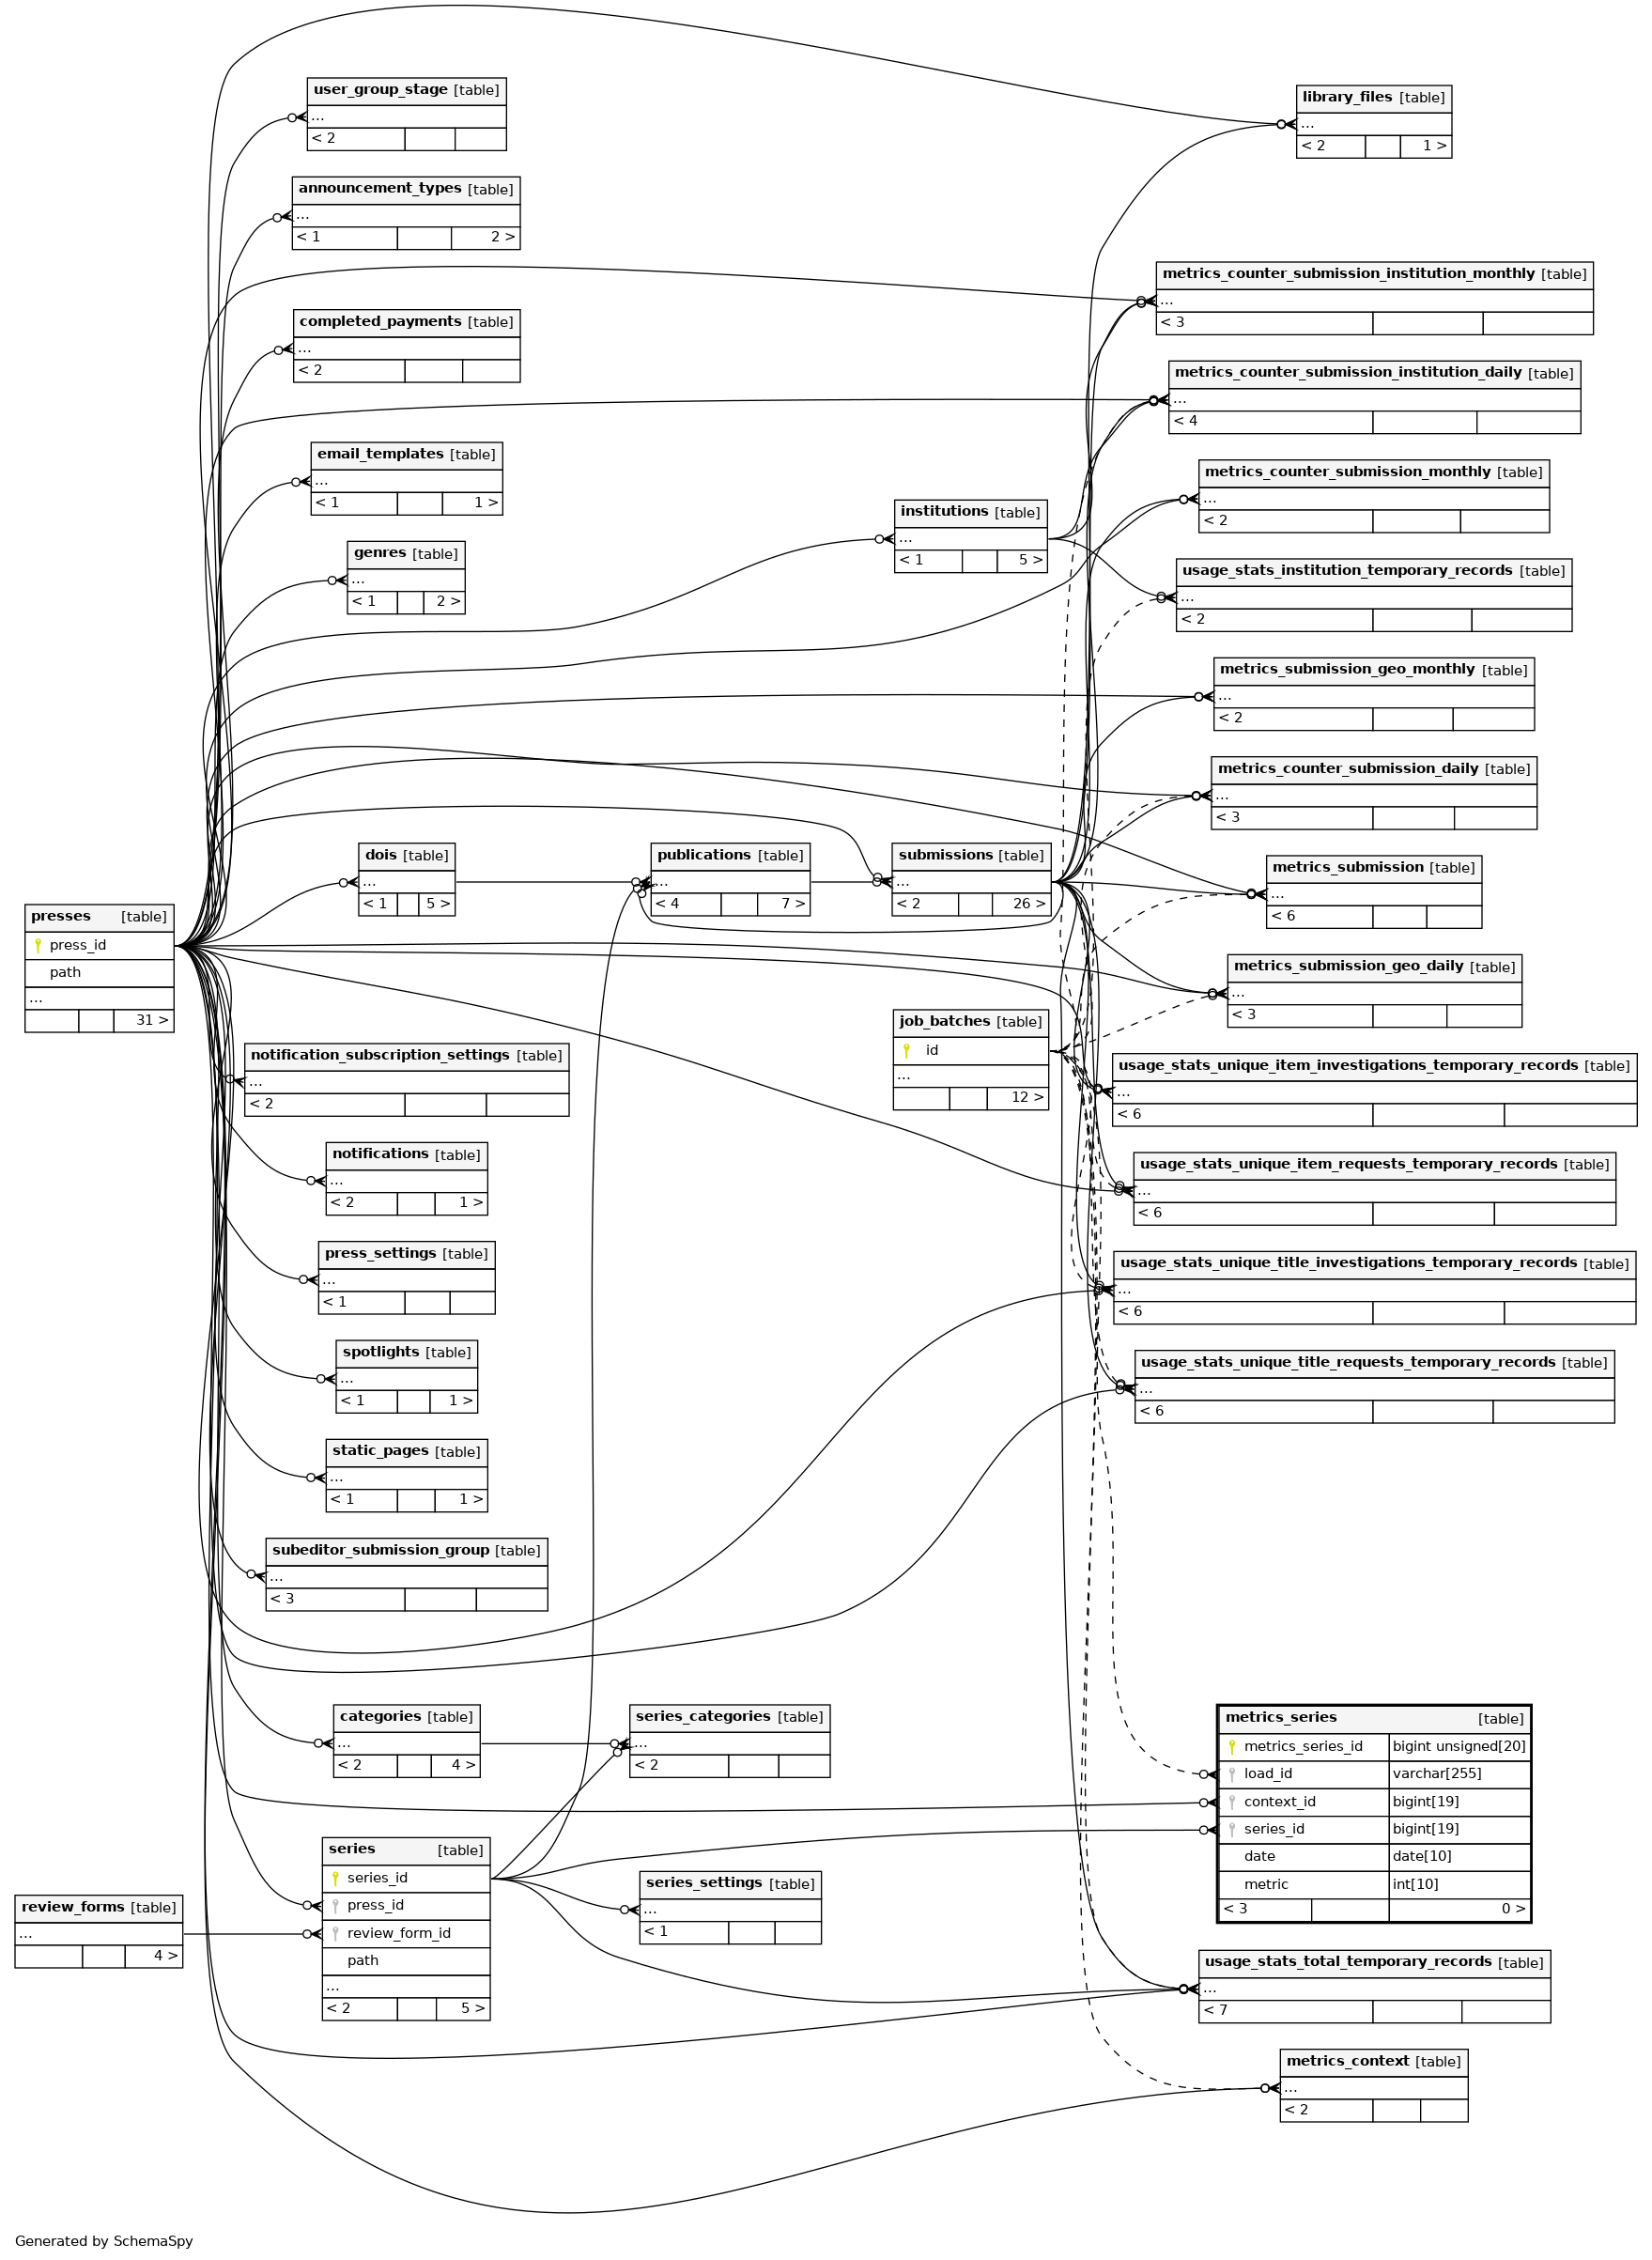 user_group_stage [table]
...
< 2
announcement_types [table]
...
< 1 2 >
completed_payments [table]
...
< 2
email_templates [table]
...
< 1 1 >
genres [table]
...
< 1 2 >
dois [table]
...
< 1 5 >
presses [table]
press_id
path
...
31 >
notification_subscription_settings [table]
...
< 2
notifications [table]
...
< 2 1 >
press_settings [table]
...
< 1
spotlights [table]
...
< 1 1 >
static_pages [table]
...
< 1 1 >
subeditor_submission_group [table]
...
< 3
categories [table]
...
< 2 4 >
series [table]
series_id
press_id
review_form_id
path
...
< 2 5 >
review_forms [table]
...
4 >
institutions [table]
...
< 1 5 >
publications [table]
...
< 4 7 >
submissions [table]
...
< 2 26 >
job_batches [table]
id
...
12 >
series_categories [table]
...
< 2
series_settings [table]
...
< 1
library_files [table]
...
< 2 1 >
metrics_counter_submission_institution_monthly [table]
...
< 3
metrics_counter_submission_institution_daily [table]
...
< 4
metrics_counter_submission_monthly [table]
...
< 2
usage_stats_institution_temporary_records [table]
...
< 2
metrics_submission_geo_monthly [table]
...
< 2
metrics_counter_submission_daily [table]
...
< 3
metrics_submission [table]
...
< 6
metrics_submission_geo_daily [table]
...
< 3
usage_stats_unique_item_investigations_temporary_records [table]
...
< 6
usage_stats_unique_item_requests_temporary_records [table]
...
< 6
usage_stats_unique_title_investigations_temporary_records [table]
...
< 6
usage_stats_unique_title_requests_temporary_records [table]
...
< 6
metrics_series [table]
metrics_series_id bigint unsigned[20]
load_id varchar[255]
context_id bigint[19]
series_id bigint[19]
date date[10]
metric int[10]
< 3 0 >
usage_stats_total_temporary_records [table]
...
< 7
metrics_context [table]
...
< 2
Generated by SchemaSpy